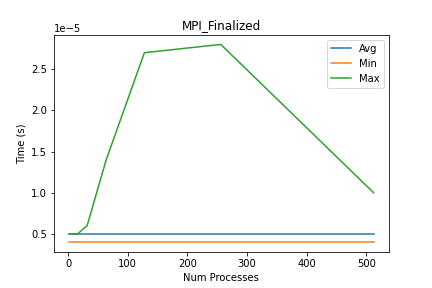 MPI_Finalized
1e−5
Avg
Min
Max
2.5
2.0
1.5
1.0
0.5
Time (s)
0 100 200 300 400 500
Num Processes